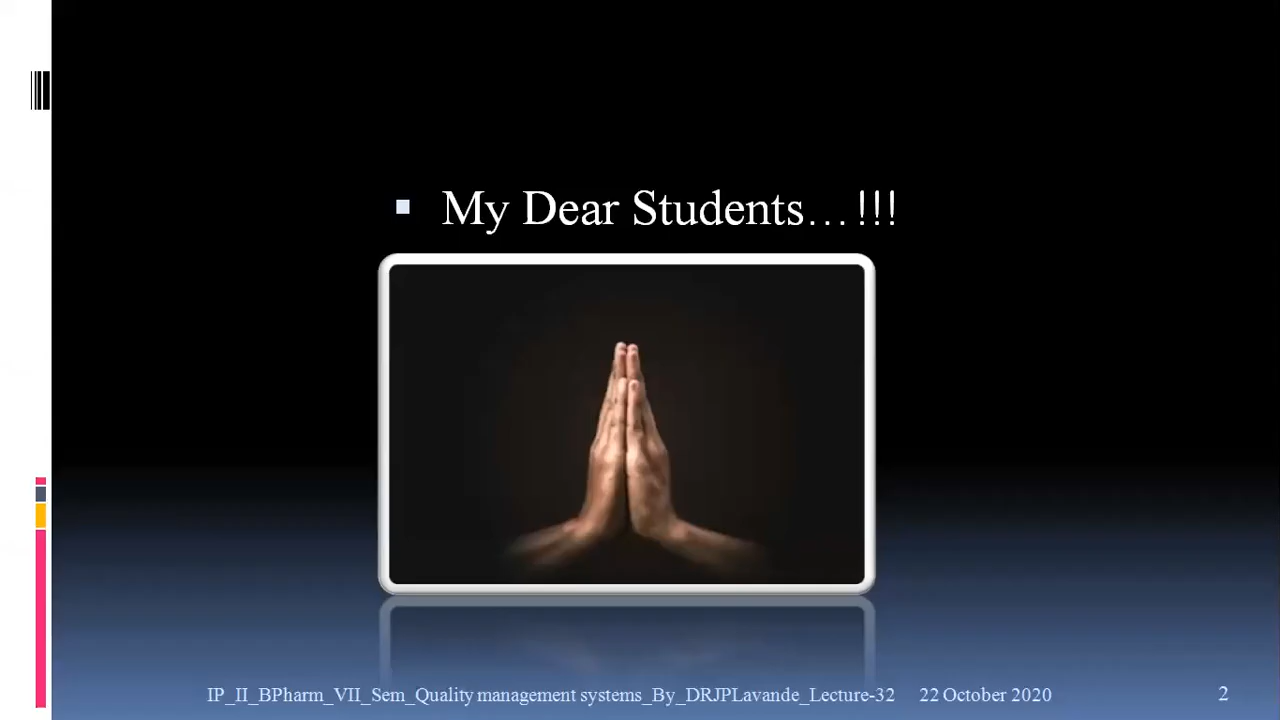 My Dear Students…!!!
IP_II_BPharm_VII_Sem_Quality management systems_By_DRJPLavande_Lecture-32 22 October 2020 2